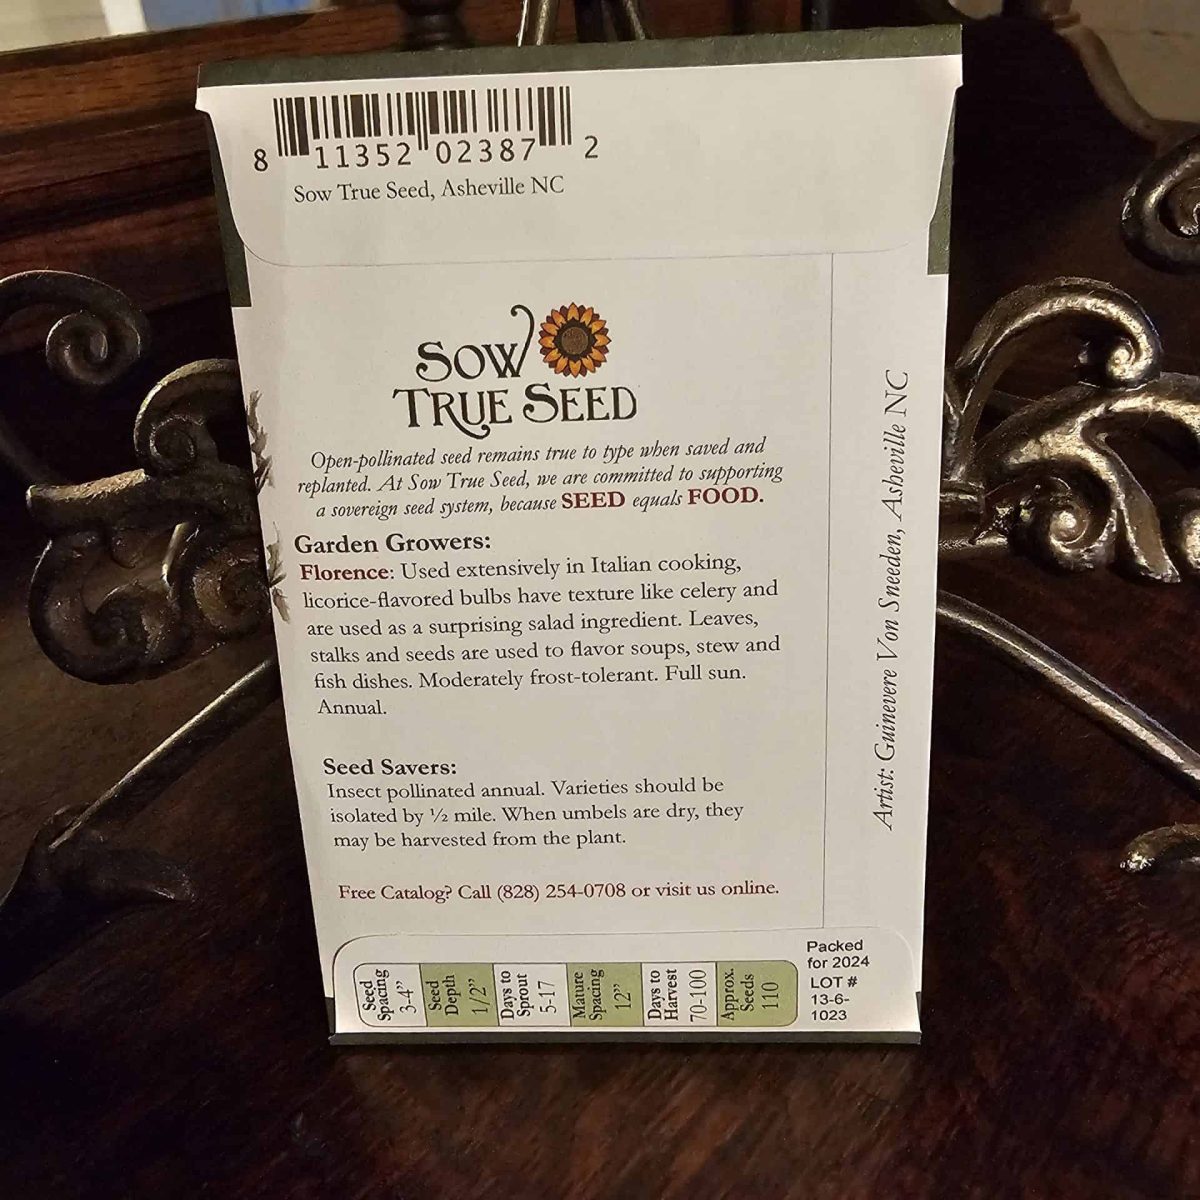 8 11352 02387 2
Sow True Seed, Asheville NC
SOW
TRUE SEED
Open-pollinated seed remains true to type when saved and
replanted. At Sow True Seed, we are committed to supporting
a sovereign seed system, because SEED equals FOOD.
Garden Growers:
Florence: Used extensively in Italian cooking,
licorice-flavored bulbs have texture like celery and
are used as a surprising salad ingredient. Leaves,
stalks and seeds are used to flavor soups, stew and
fish dishes. Moderately frost-tolerant. Full sun.
Annual.
Seed Savers:
Insect pollinated annual. Varieties should be
isolated by ½ mile. When umbels are dry, they
may be harvested from the plant.
Free Catalog? Call (828) 254-0708 or visit us online.
Artist: Guinevere Von Sneeden, Asheville NC
Seed
Spacing
3-4"
Seed
Depth
1/2"
Days to
Sprout
5-17
Mature
Spacing
12"
Days to
Harvest
70-100
Approx.
Seeds
110
Packed
for 2024
LOT #
13-6-
1023